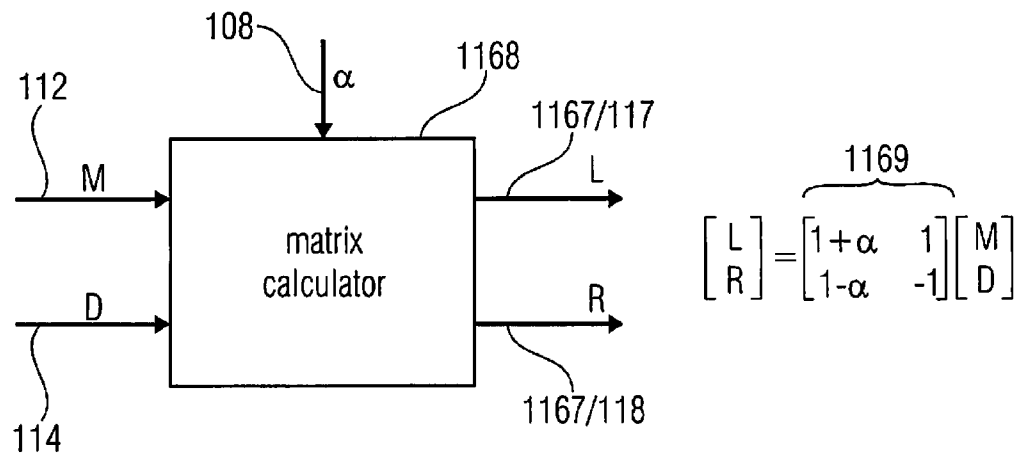 108
α
1168
112
1167/117
M
L
1169
matrix
calculator
[L R] = [1+α 1 1-α -1] [M D]
D
R
114
1167/118